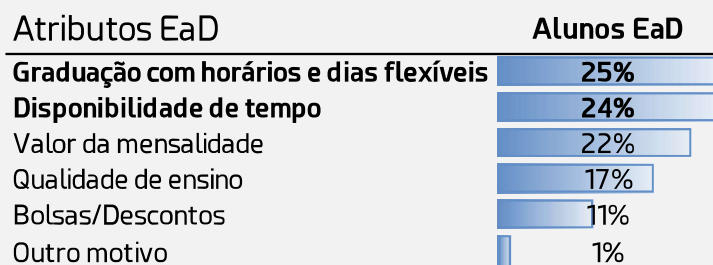 Atributos EaD Alunos EaD
Graduação com horários e dias flexíveis 25%
Disponibilidade de tempo 24%
Valor da mensalidade 22%
Qualidade de ensino 17%
Bolsas/Descontos 11%
Outro motivo 1%